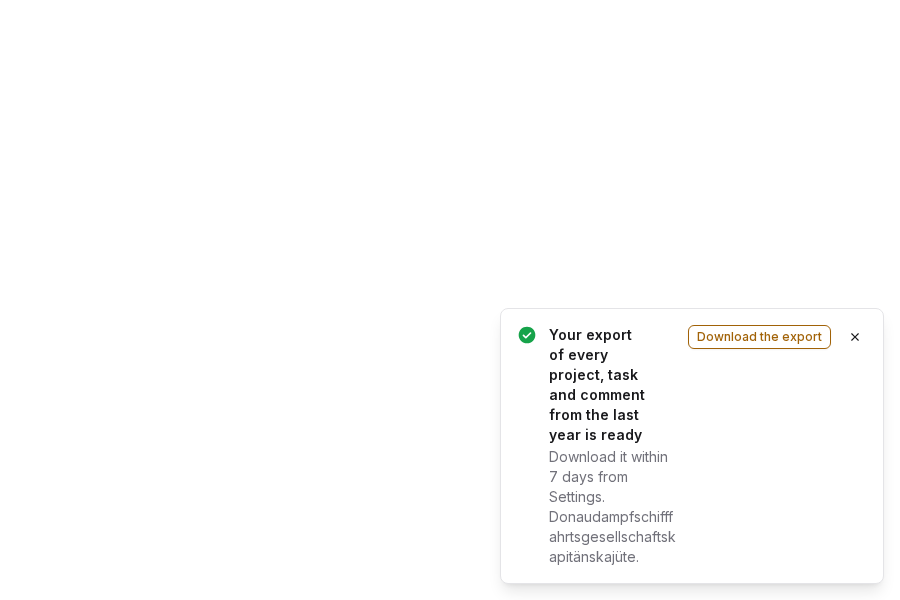 Your export
of every
project, task
and comment
from the last
year is ready
Download the export
Download it within
7 days from
Settings.
Donaudampfschifff
ahrtsgesellschaftsk
apitänskajüte.